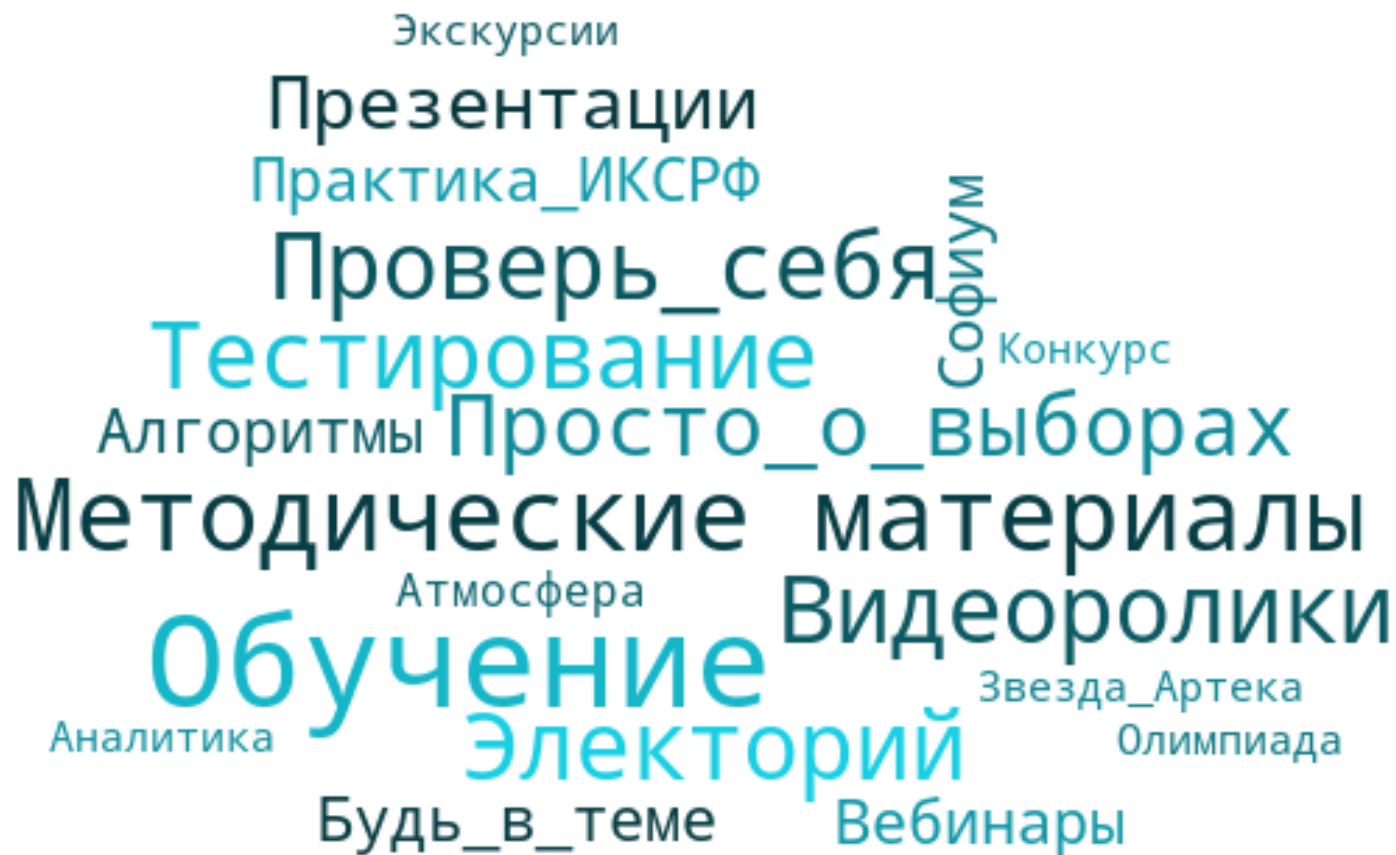 Экскурсии
Презентации
Практика_ИКСРФ
Проверь_себя
Софиум
Тестирование
Конкурс
Алгоритмы
Просто_о_выборах
Методические материалы
Атмосфера
Видеоролики
Обучение
Звезда_Артека
Аналитика
Электорий
Олимпиада
Будь_в_теме
Вебинары